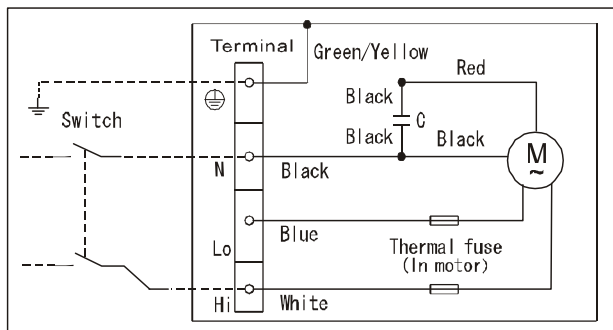 Terminal
Green/Yellow
Red
Black
C
Switch
Black
Black
M
~
N
Black
Lo
Blue
Thermal fuse
(In motor)
Hi
White